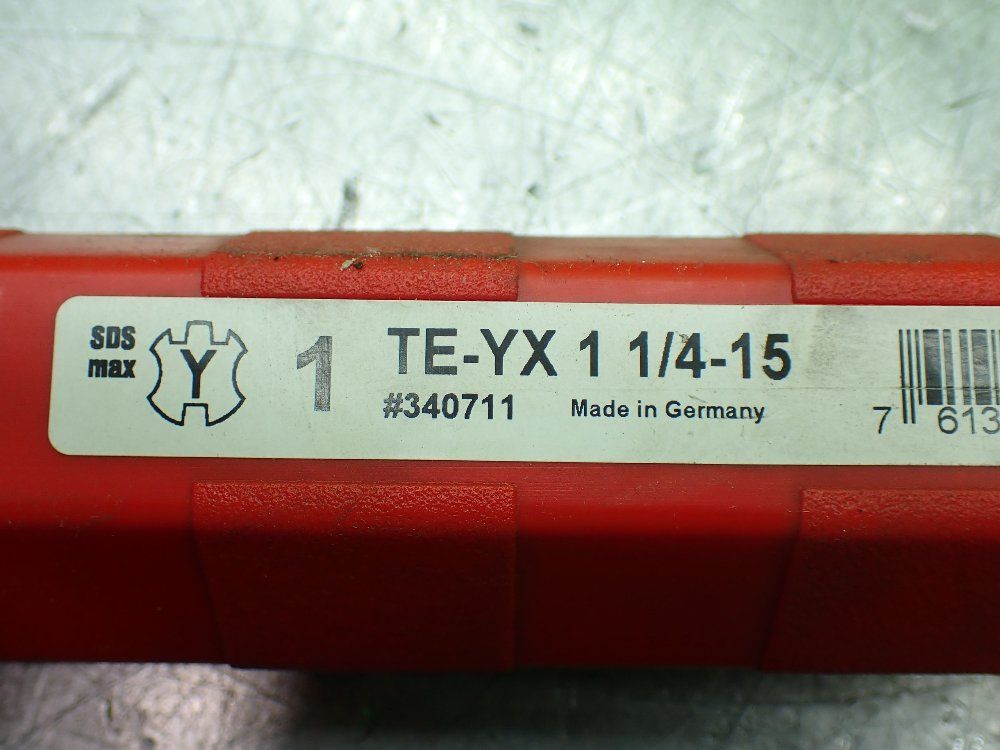 SDS
max
Y
1
TE-YX 1 1/4-15
#340711
Made in Germany
7 613